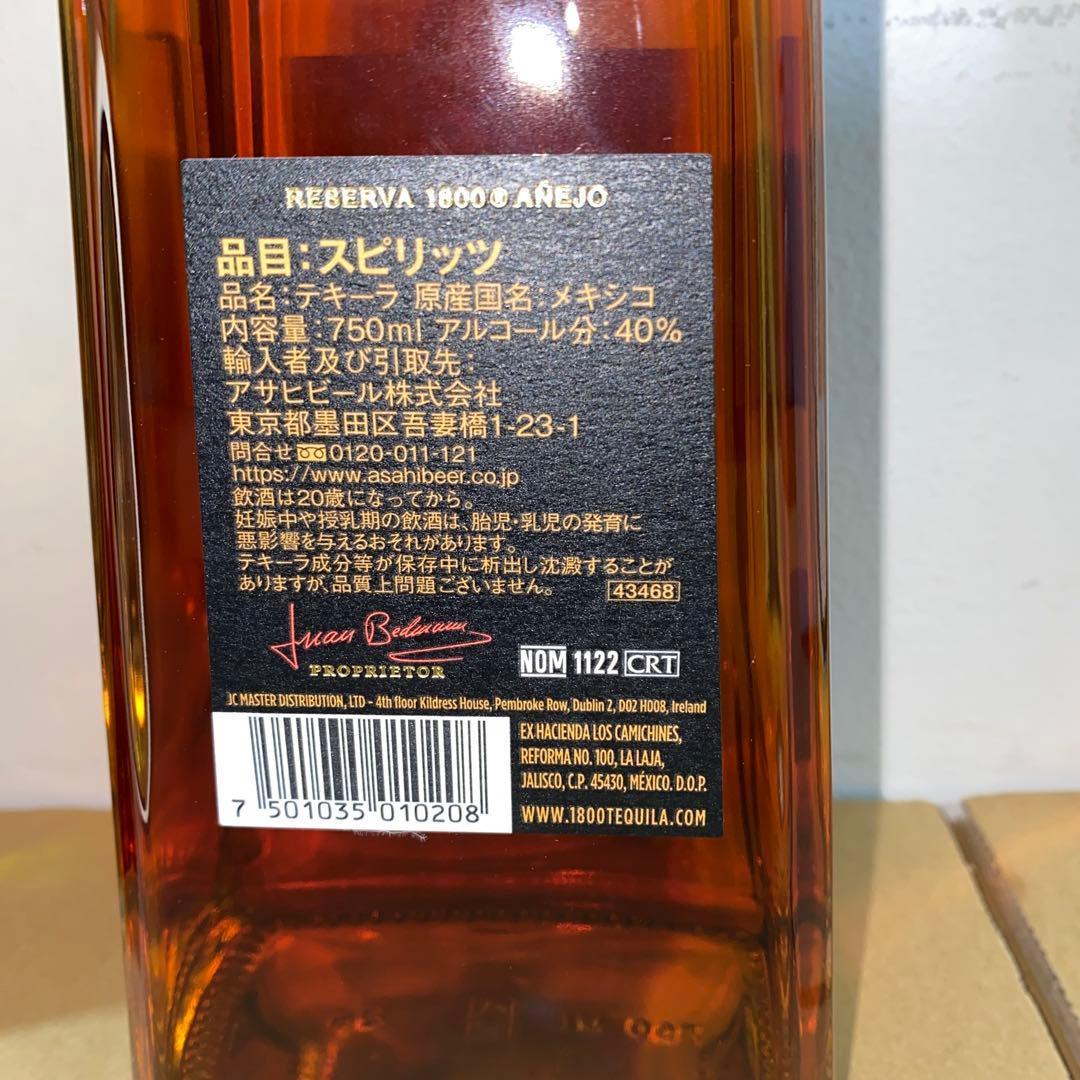 RESERVA 1800® AÑEJO
品目:スピリッツ
品名:テキーラ 原産国名:メキシコ
内容量:750ml アルコール分:40%
輸入者及び引取先:
アサヒビール株式会社
東京都墨田区吾妻橋1-23-1
問合せ 0120-011-121
https://www.asahibeer.co.jp
飲酒は20歳になってから。
妊娠中や授乳期の飲酒は、胎児・乳児の発育に
悪影響を与えるおそれがあります。
テキーラ成分等が保存中に析出し沈澱することが
ありますが、品質上問題ございません。
43468
Juan Beckmann
PROPRIETOR
NOM 1122 CRT
JC MASTER DISTRIBUTION, LTD - 4th floor Kildress House, Pembroke Row, Dublin 2, D02 H008, Ireland
EX HACIENDA LOS CAMICHINES,
REFORMA NO. 100, LA LAJA,
JALISCO, C.P. 45430, MÉXICO. D.O.P.
WWW.1800TEQUILA.COM
7 501035 010208